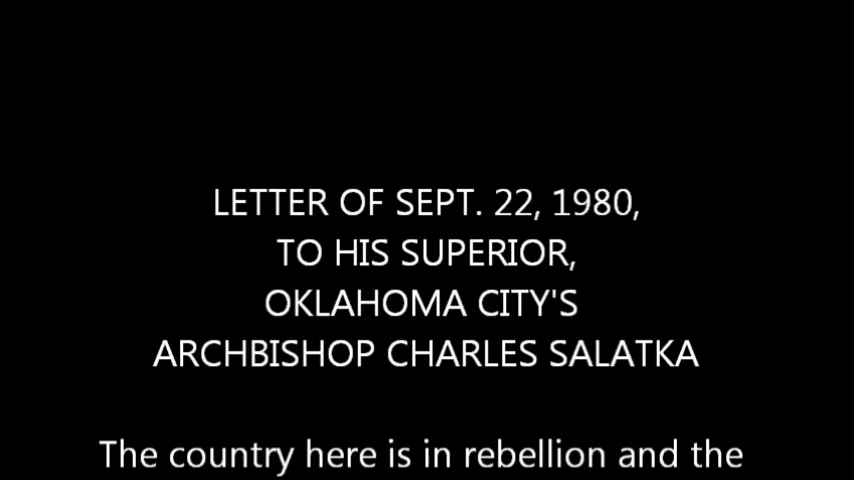 LETTER OF SEPT. 22, 1980,
TO HIS SUPERIOR,
OKLAHOMA CITY'S
ARCHBISHOP CHARLES SALATKA
The country here is in rebellion and the